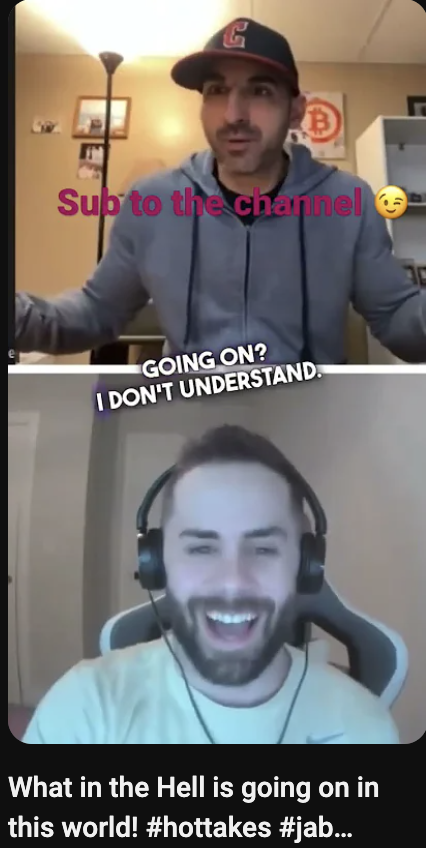 C
Sub to the channel 😉
e
GOING ON?
I DON'T UNDERSTAND.
What in the Hell is going on in
this world! #hottakes #jab...